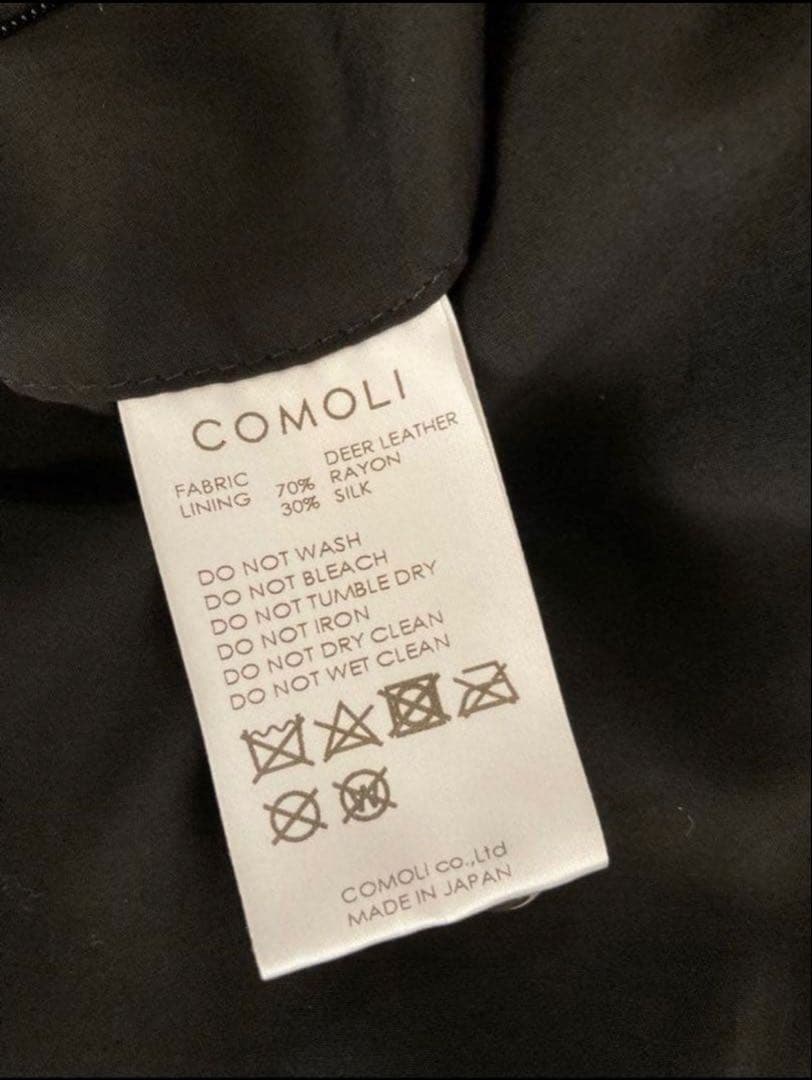 COMOLI
FABRIC DEER LEATHER
LINING 70% RAYON
30% SILK
DO NOT WASH
DO NOT BLEACH
DO NOT TUMBLE DRY
DO NOT IRON
DO NOT DRY CLEAN
DO NOT WET CLEAN
W
COMOLI co.,Ltd
MADE IN JAPAN